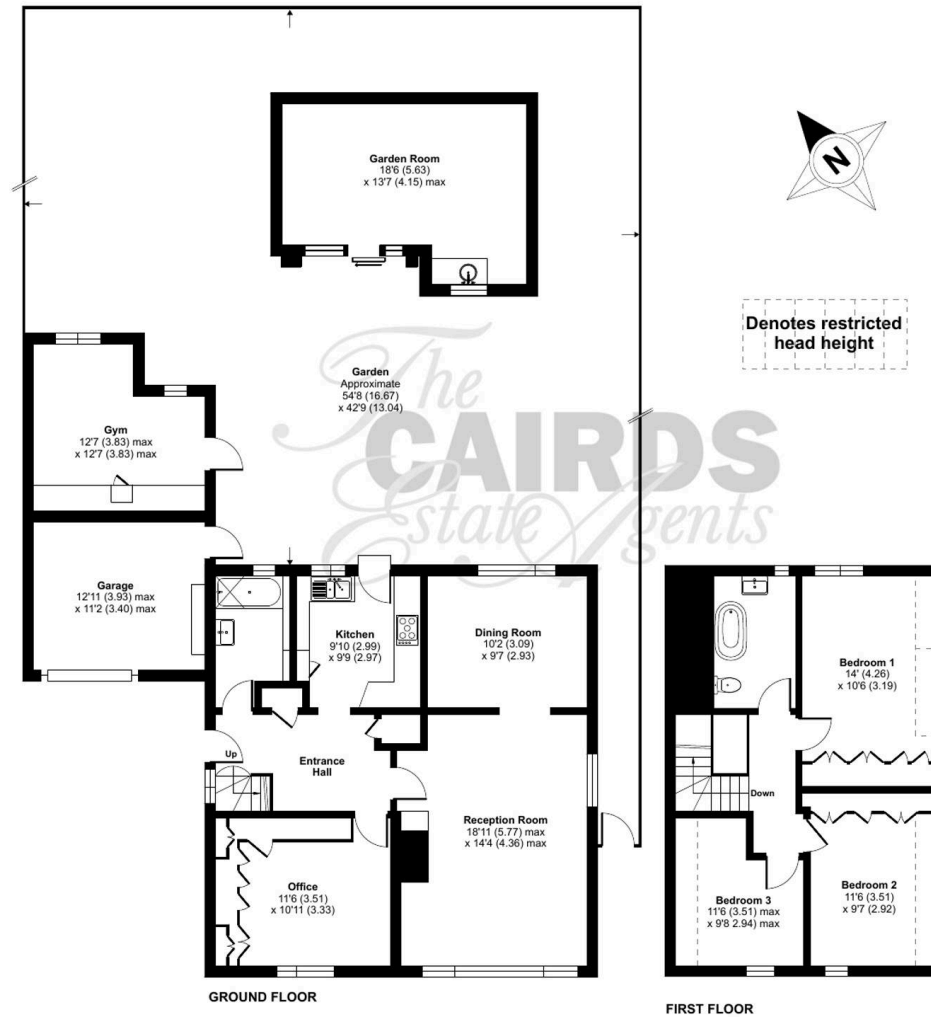 Garden Room
18'6 (5.63)
x 13'7 (4.15) max
N
Denotes restricted
head height
The
CAIRDS
Estate Agents
Garden
Approximate
54'8 (16.67)
x 42'9 (13.04)
Gym
12'7 (3.83) max
x 12'7 (3.83) max
Garage
12'11 (3.93) max
x 11'2 (3.40) max
Kitchen
9'10 (2.99)
x 9'9 (2.97)
Dining Room
10'2 (3.09)
x 9'7 (2.93)
Up
Entrance
Hall
Reception Room
18'11 (5.77) max
x 14'4 (4.36) max
Office
11'6 (3.51)
x 10'11 (3.33)
GROUND FLOOR
Bedroom 1
14' (4.26)
x 10'6 (3.19)
Down
Bedroom 2
11'6 (3.51)
x 9'7 (2.92)
Bedroom 3
11'6 (3.51) max
x 9'8 2.94) max
FIRST FLOOR